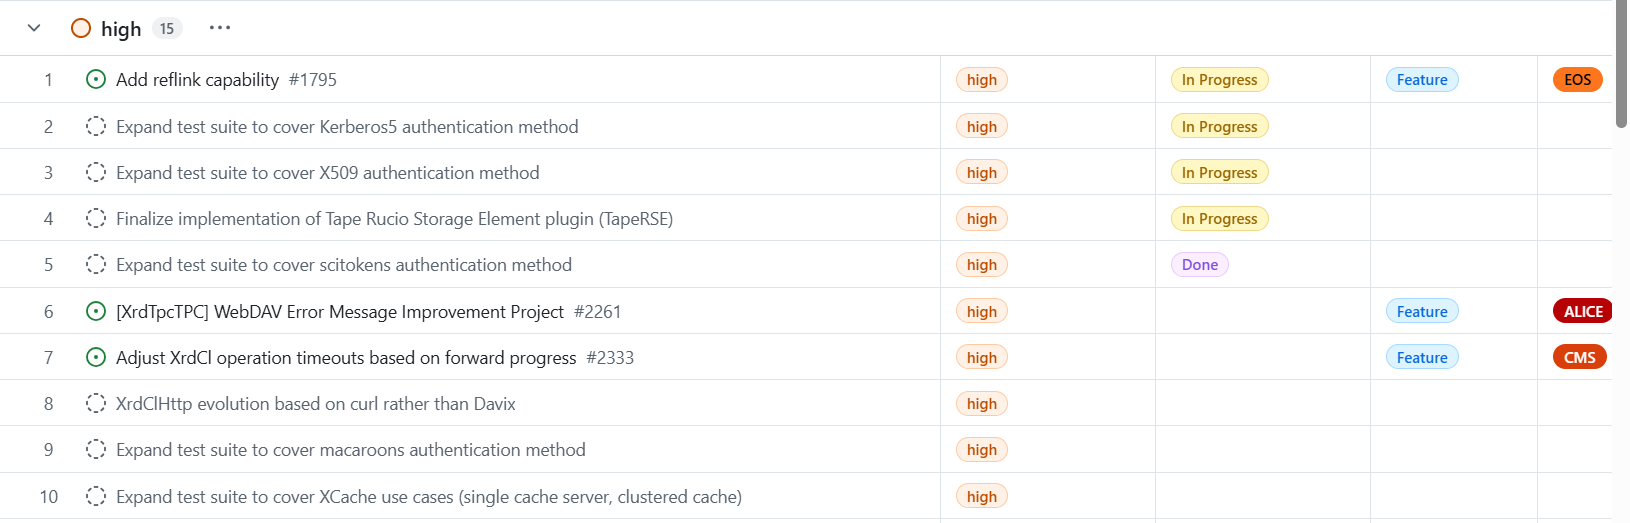 high 15 ...
1 Add reflink capability #1795 high In Progress Feature EOS
2 Expand test suite to cover Kerberos5 authentication method high In Progress
3 Expand test suite to cover X509 authentication method high In Progress
4 Finalize implementation of Tape Rucio Storage Element plugin (TapeRSE) high In Progress
5 Expand test suite to cover scitokens authentication method high Done
6 [XrdTpcTPC] WebDAV Error Message Improvement Project #2261 high Feature ALICE
7 Adjust XrdCl operation timeouts based on forward progress #2333 high Feature CMS
8 XrdClHttp evolution based on curl rather than Davix high
9 Expand test suite to cover macaroons authentication method high
10 Expand test suite to cover XCache use cases (single cache server, clustered cache) high